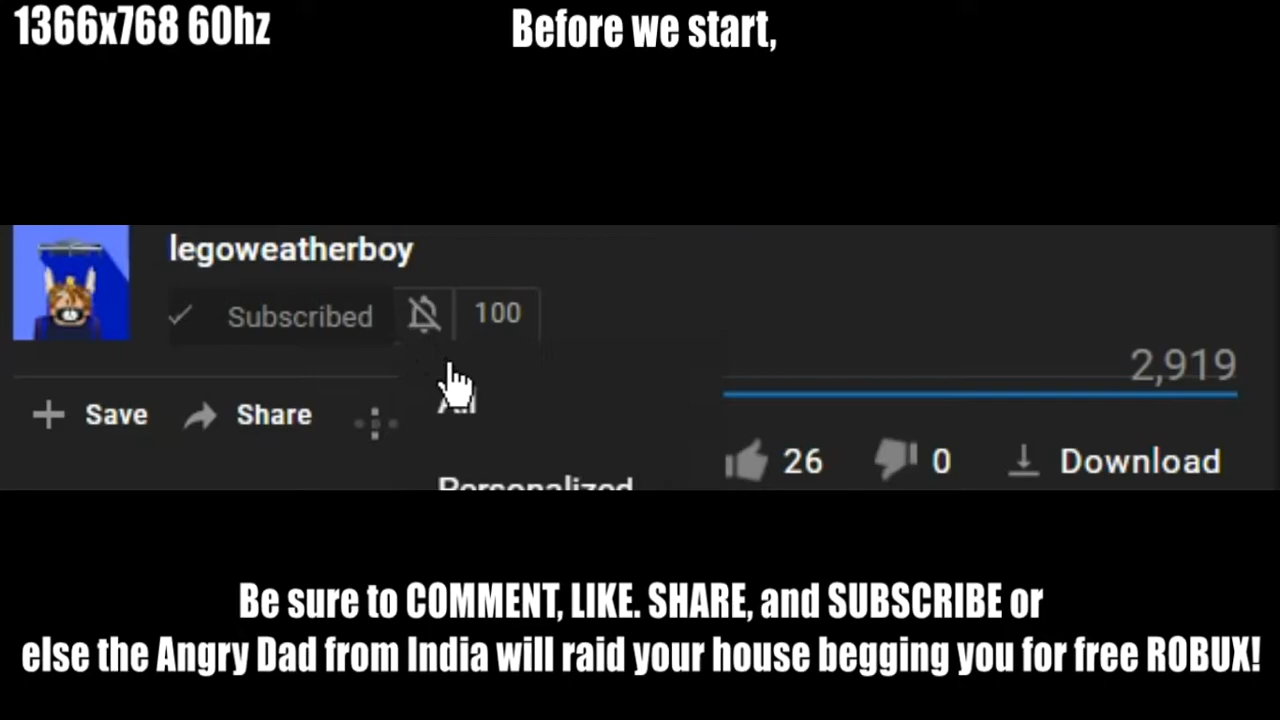 1366x768 60hz
Before we start,
legoweatherboy
Subscribed
100
2,919
Save
Share
All
26
0
Download
Personalized
Be sure to COMMENT, LIKE. SHARE, and SUBSCRIBE or
else the Angry Dad from India will raid your house begging you for free ROBUX!